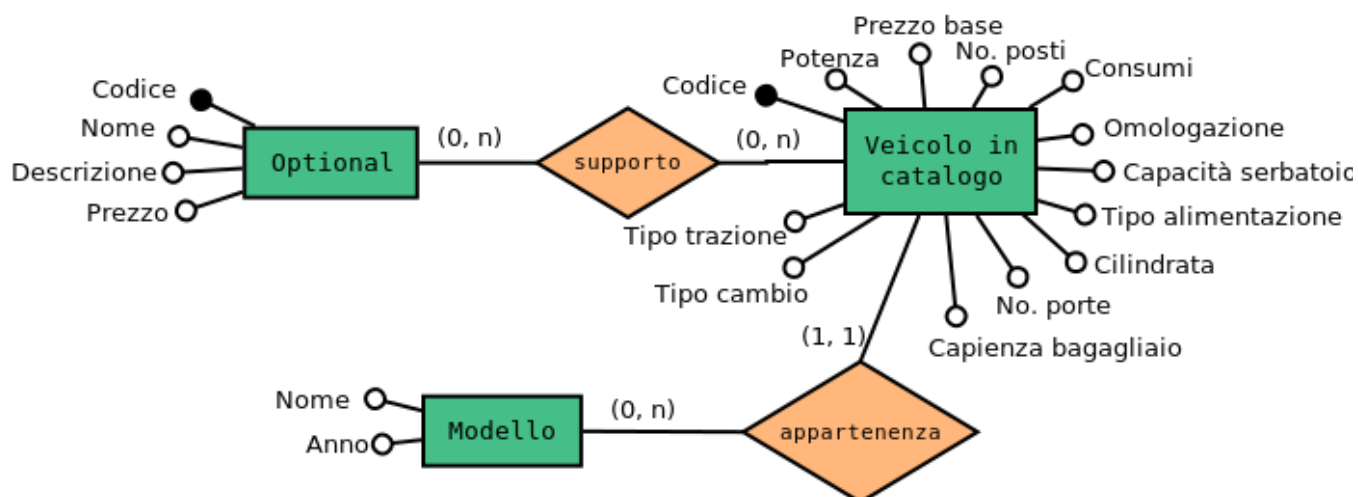 Prezzo base
Potenza
No. posti
Codice
Consumi
Codice
Nome
Descrizione
Prezzo
Optional
(0, n)
supporto
(0, n)
Veicolo in
catalogo
Omologazione
Capacità serbatoio
Tipo alimentazione
Cilindrata
Tipo trazione
Tipo cambio
No. porte
Capienza bagagliaio
(1, 1)
Nome
Anno
Modello
(0, n)
appartenenza